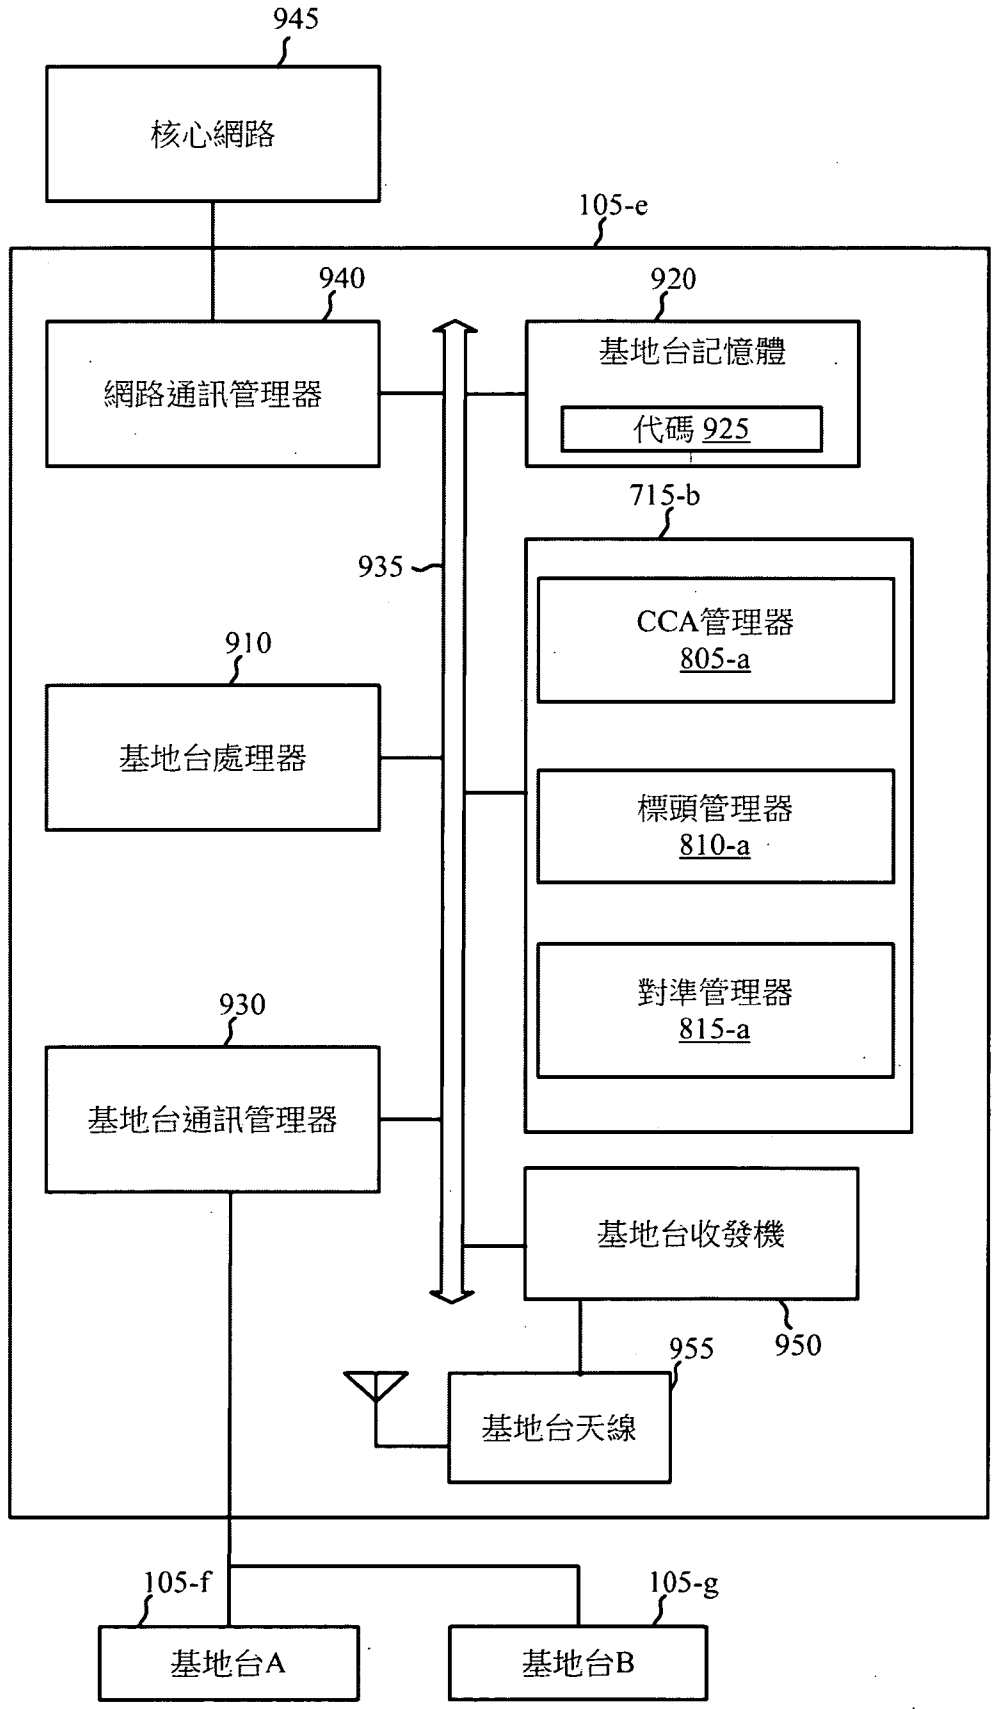 945
核心網路
105-e
940
網路通訊管理器
920
基地台記憶體
代碼 925
715-b
935
CCA管理器
805-a
910
基地台處理器
標頭管理器
810-a
對準管理器
815-a
930
基地台通訊管理器
基地台收發機
950
955
基地台天線
105-f
基地台A
105-g
基地台B